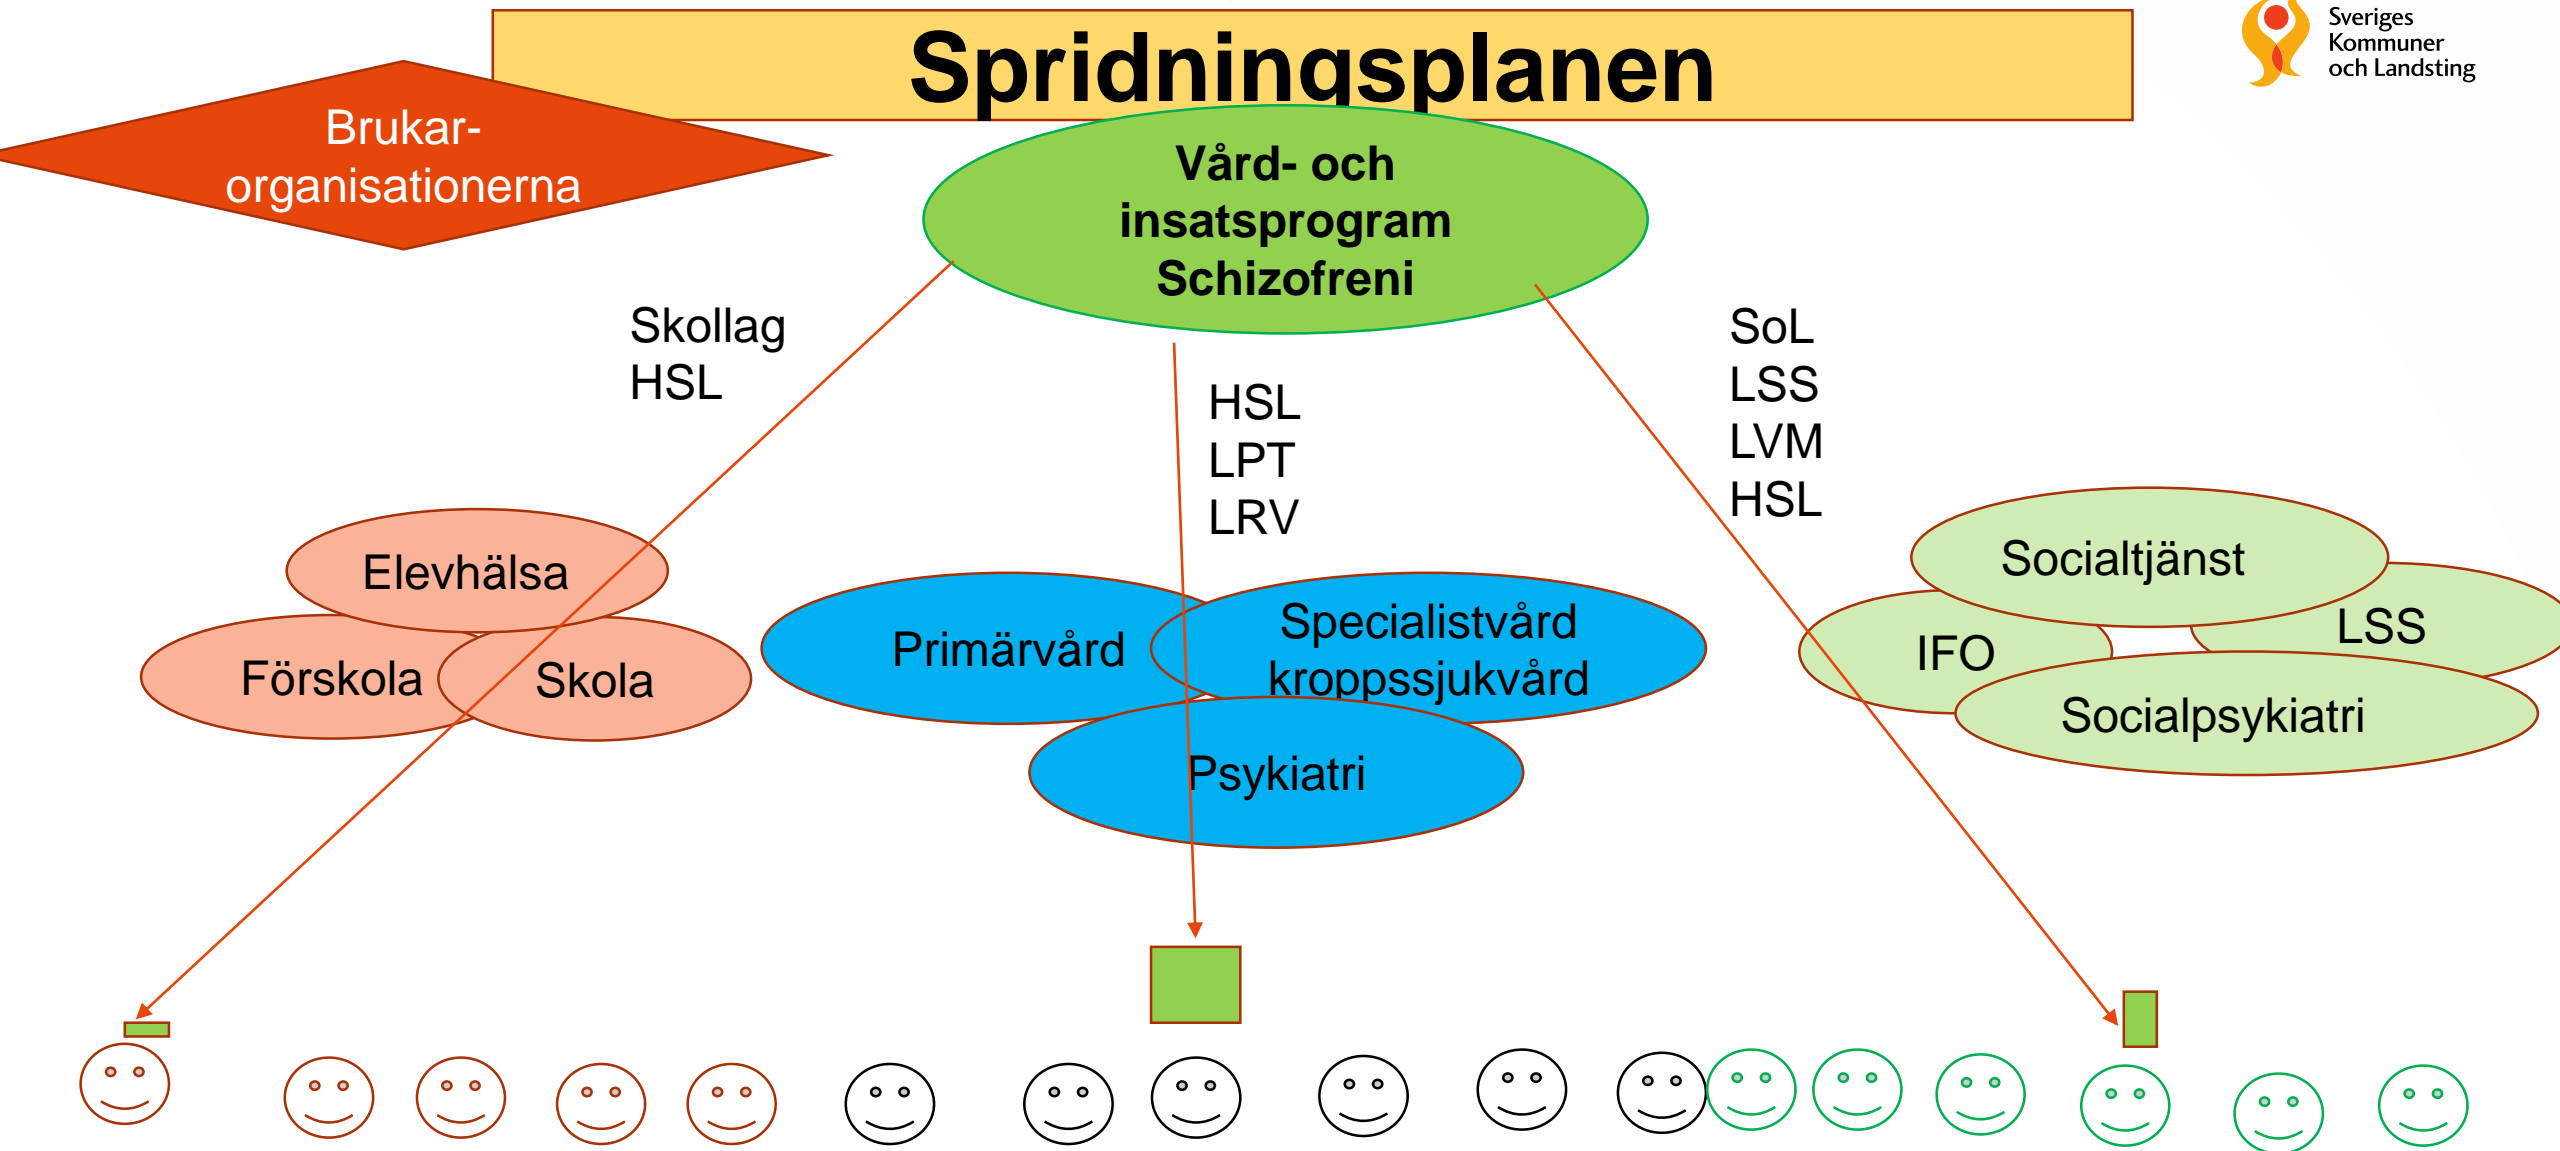 Spridningsplanen
Sveriges
Kommuner
och Landsting
Brukar-
organisationerna
Vård- och
insatsprogram
Schizofreni
Skollag
HSL
HSL
LPT
LRV
SoL
LSS
LVM
HSL
Elevhälsa
Förskola
Skola
Primärvård
Specialistvård
kroppssjukvård
Psykiatri
Socialtjänst
IFO
LSS
Socialpsykiatri